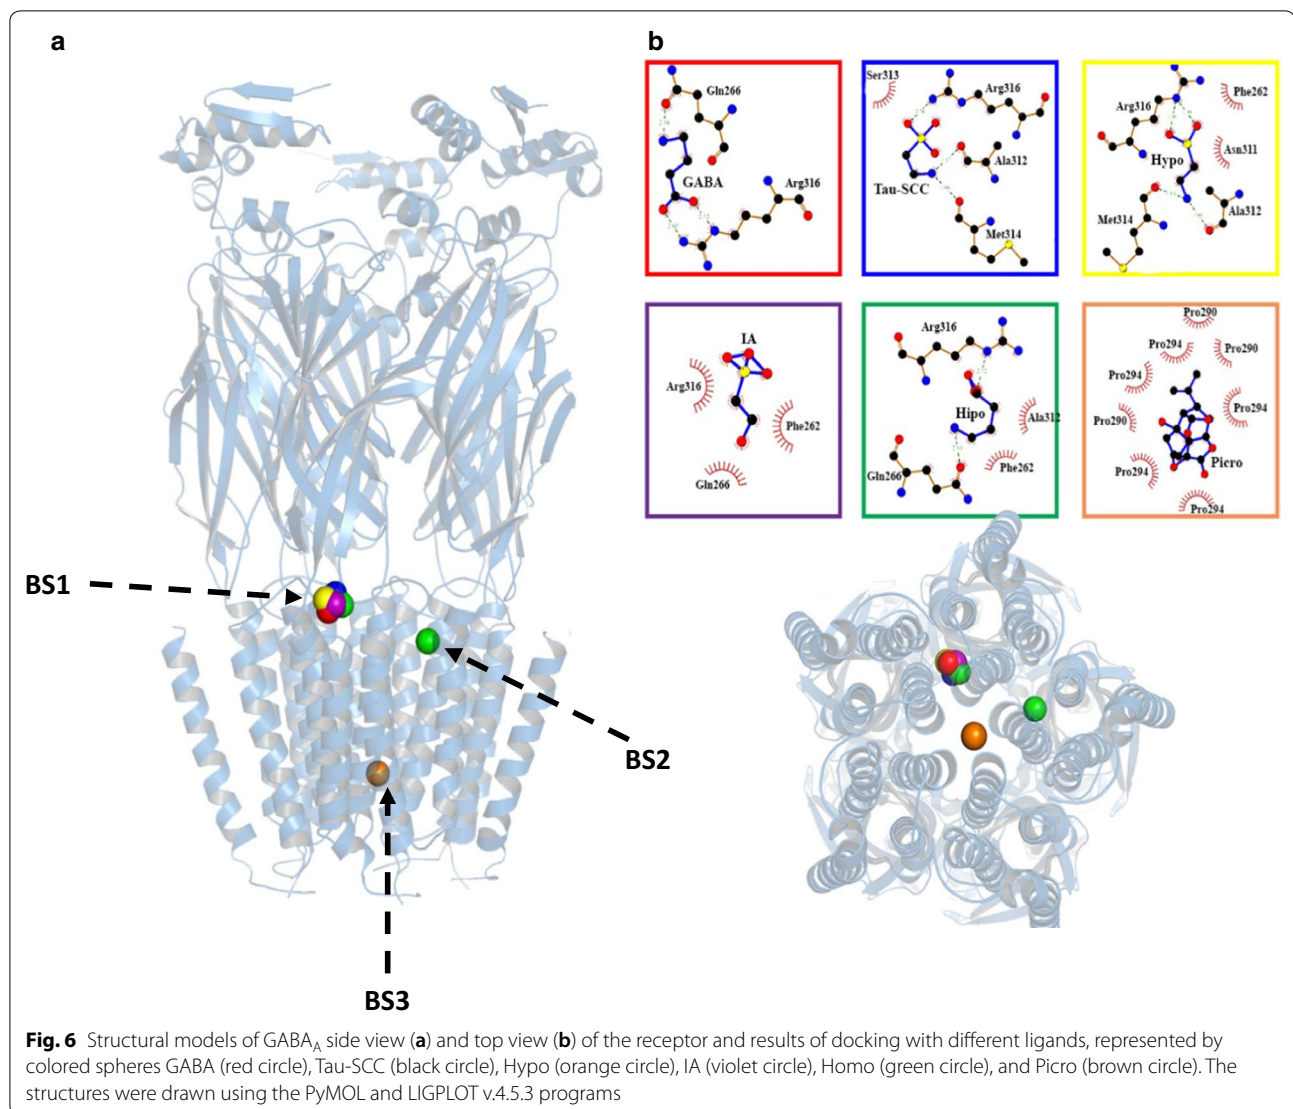 a
b
Gln266
GABA
Arg316
Ser313
Arg316
Ala312
Tau-SCC
Met314
Arg316
Phe262
Asn311
Hypo
Ala312
Met314
IA
Arg316
Phe262
Gln266
Arg316
Hipo
Ala312
Phe262
Gln266
Pro290
Pro294
Pro290
Pro294
Pro294
Pro290
Pro294
Picro
Pro294
BS1
BS2
BS3
Fig. 6 Structural models of GABAA side view (a) and top view (b) of the receptor and results of docking with different ligands, represented by
colored spheres GABA (red circle), Tau-SCC (black circle), Hypo (orange circle), IA (violet circle), Homo (green circle), and Picro (brown circle). The
structures were drawn using the PyMOL and LIGPLOT v.4.5.3 programs